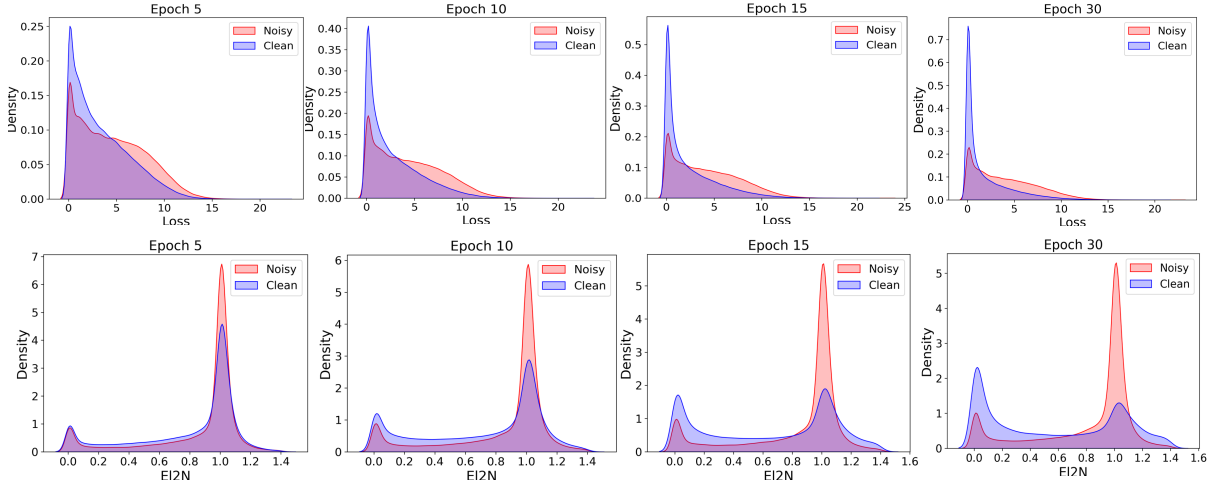 Epoch 5
0.25
0.20
0.15
0.10
0.05
0.00
Density
0 5 10 15 20
Loss
Noisy
Clean
Epoch 10
0.40
0.35
0.30
0.25
0.20
0.15
0.10
0.05
0.00
Density
0 5 10 15 20
Loss
Noisy
Clean
Epoch 15
0.5
0.4
0.3
0.2
0.1
0.0
Density
0 5 10 15 20 25
Loss
Noisy
Clean
Epoch 30
0.7
0.6
0.5
0.4
0.3
0.2
0.1
0.0
Density
0 5 10 15 20
Loss
Noisy
Clean
Epoch 5
7
6
5
4
3
2
1
0
Density
0.0 0.2 0.4 0.6 0.8 1.0 1.2 1.4
El2N
Noisy
Clean
Epoch 10
6
5
4
3
2
1
0
Density
0.0 0.2 0.4 0.6 0.8 1.0 1.2 1.4
El2N
Noisy
Clean
Epoch 15
5
4
3
2
1
0
Density
0.0 0.2 0.4 0.6 0.8 1.0 1.2 1.4 1.6
El2N
Noisy
Clean
Epoch 30
5
4
3
2
1
0
Density
0.0 0.2 0.4 0.6 0.8 1.0 1.2 1.4 1.6
El2N
Noisy
Clean